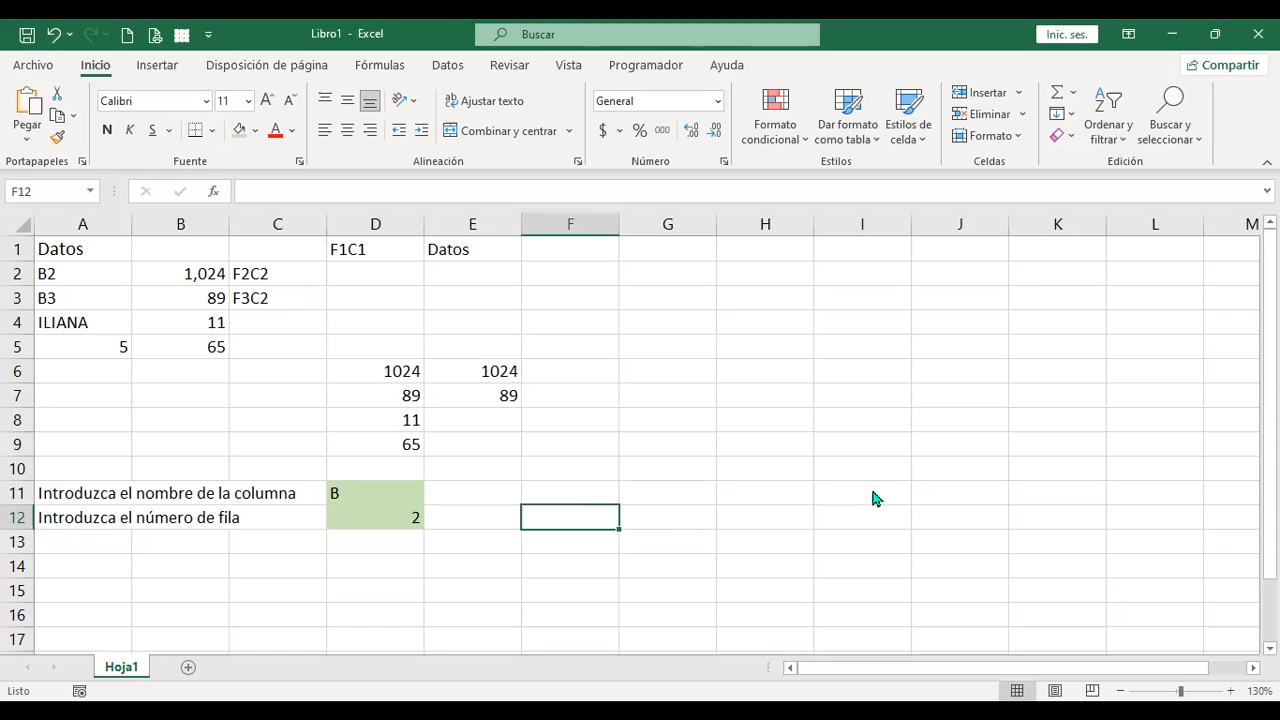 Libro1 - Excel
Buscar
Inic. ses.
Archivo Inicio Insertar Disposición de página Fórmulas Datos Revisar Vista Programador Ayuda
Compartir
Pegar
Portapapeles
Calibri 11
N K S
Fuente
Ajustar texto
Combinar y centrar
Alineación
General
$ % 000
Número
Formato condicional
Dar formato como tabla
Estilos de celda
Estilos
Insertar
Eliminar
Formato
Celdas
Ordenar y filtrar
Buscar y seleccionar
Edición
F12
fx
A B C D E F G H I J K L M
1 Datos F1C1 Datos
2 B2 1,024 F2C2
3 B3 89 F3C2
4 ILIANA 11
5 5 65
6 1024 1024
7 89 89
8 11
9 65
10
11 Introduzca el nombre de la columna B
12 Introduzca el número de fila 2
13
14
15
16
17
Hoja1
Listo
130%